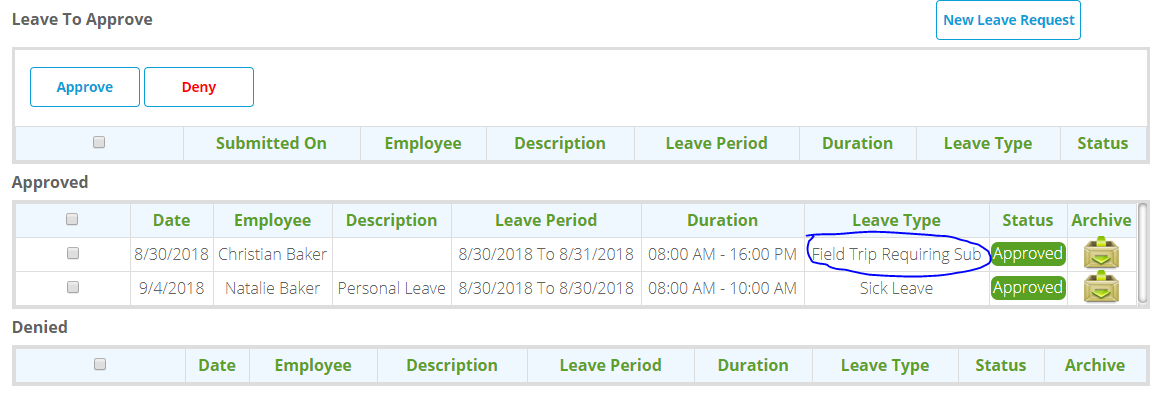 Leave To Approve
New Leave Request
Approve Deny
Submitted On Employee Description Leave Period Duration Leave Type Status
Approved
Date Employee Description Leave Period Duration Leave Type Status Archive
8/30/2018 Christian Baker 8/30/2018 To 8/31/2018 08:00 AM - 16:00 PM Field Trip Requiring Sub Approved
9/4/2018 Natalie Baker Personal Leave 8/30/2018 To 8/30/2018 08:00 AM - 10:00 AM Sick Leave Approved
Denied
Date Employee Description Leave Period Duration Leave Type Status Archive